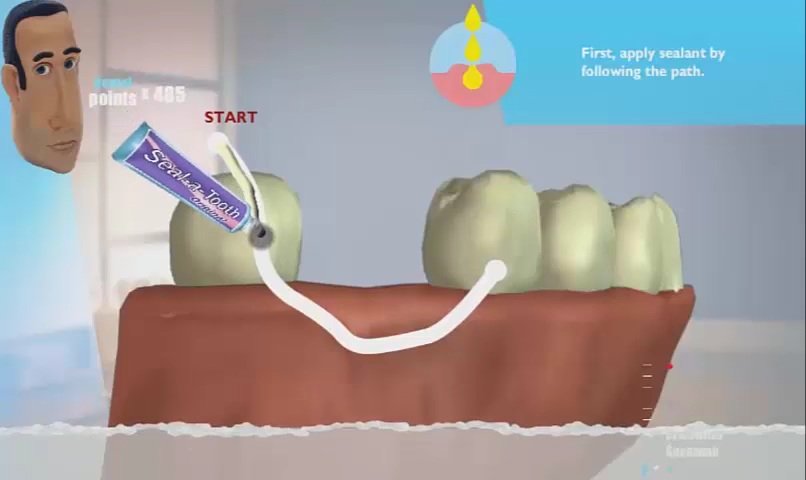 First, apply sealant by
following the path.
points x 405
START
Seal-a-Tooth